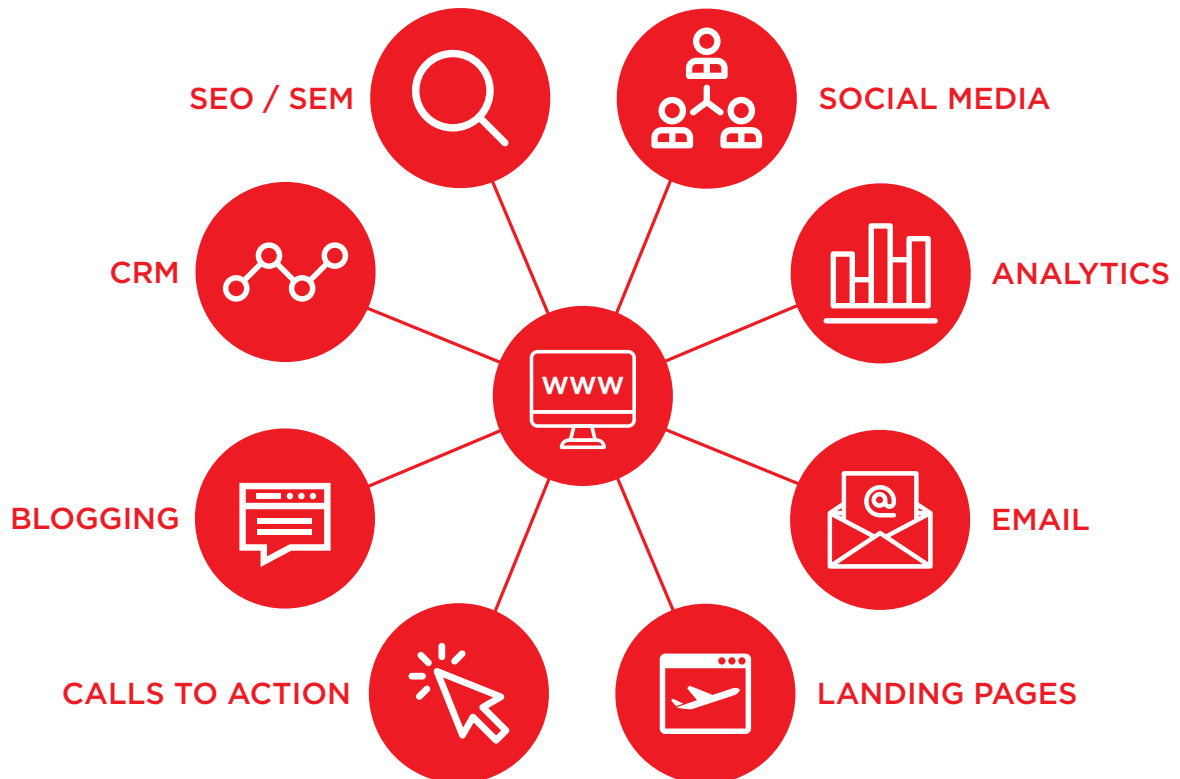 SEO / SEM
SOCIAL MEDIA
CRM
ANALYTICS
WWW
BLOGGING
@
EMAIL
CALLS TO ACTION
LANDING PAGES